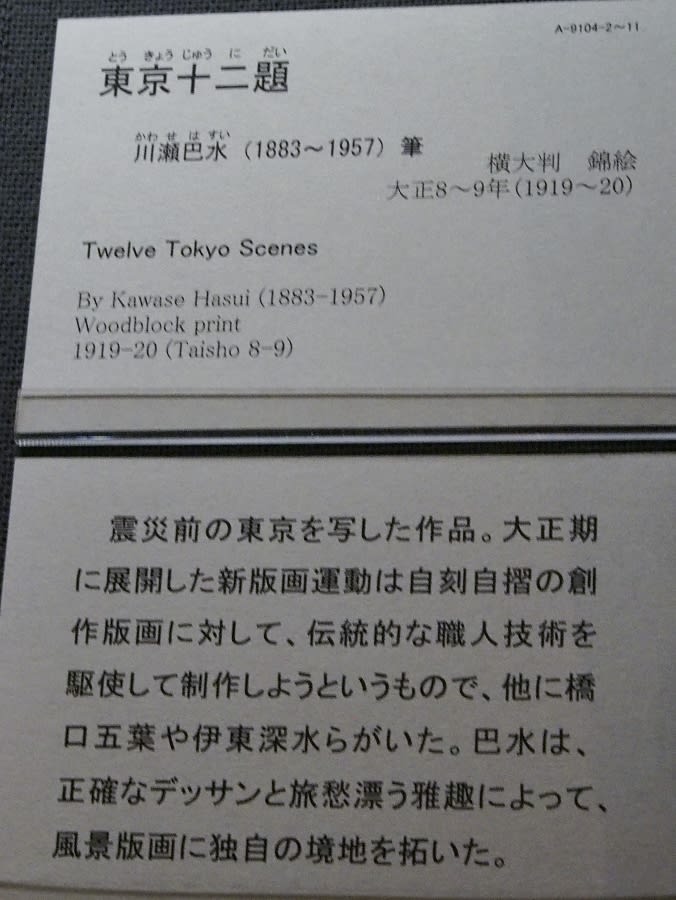 A-9104-2～11
とう きょう じゅう に だい
東京十二題
かわ せ は すい
川瀬巴水 (1883～1957) 筆
横大判 錦絵
大正8～9年(1919～20)
Twelve Tokyo Scenes
By Kawase Hasui (1883-1957)
Woodblock print
1919-20 (Taisho 8-9)
震災前の東京を写した作品。大正期
に展開した新版画運動は自刻自摺の創
作版画に対して、伝統的な職人技術を
駆使して制作しようというもので、他に橋
口五葉や伊東深水らがいた。巴水は、
正確なデッサンと旅愁漂う雅趣によって、
風景版画に独自の境地を拓いた。